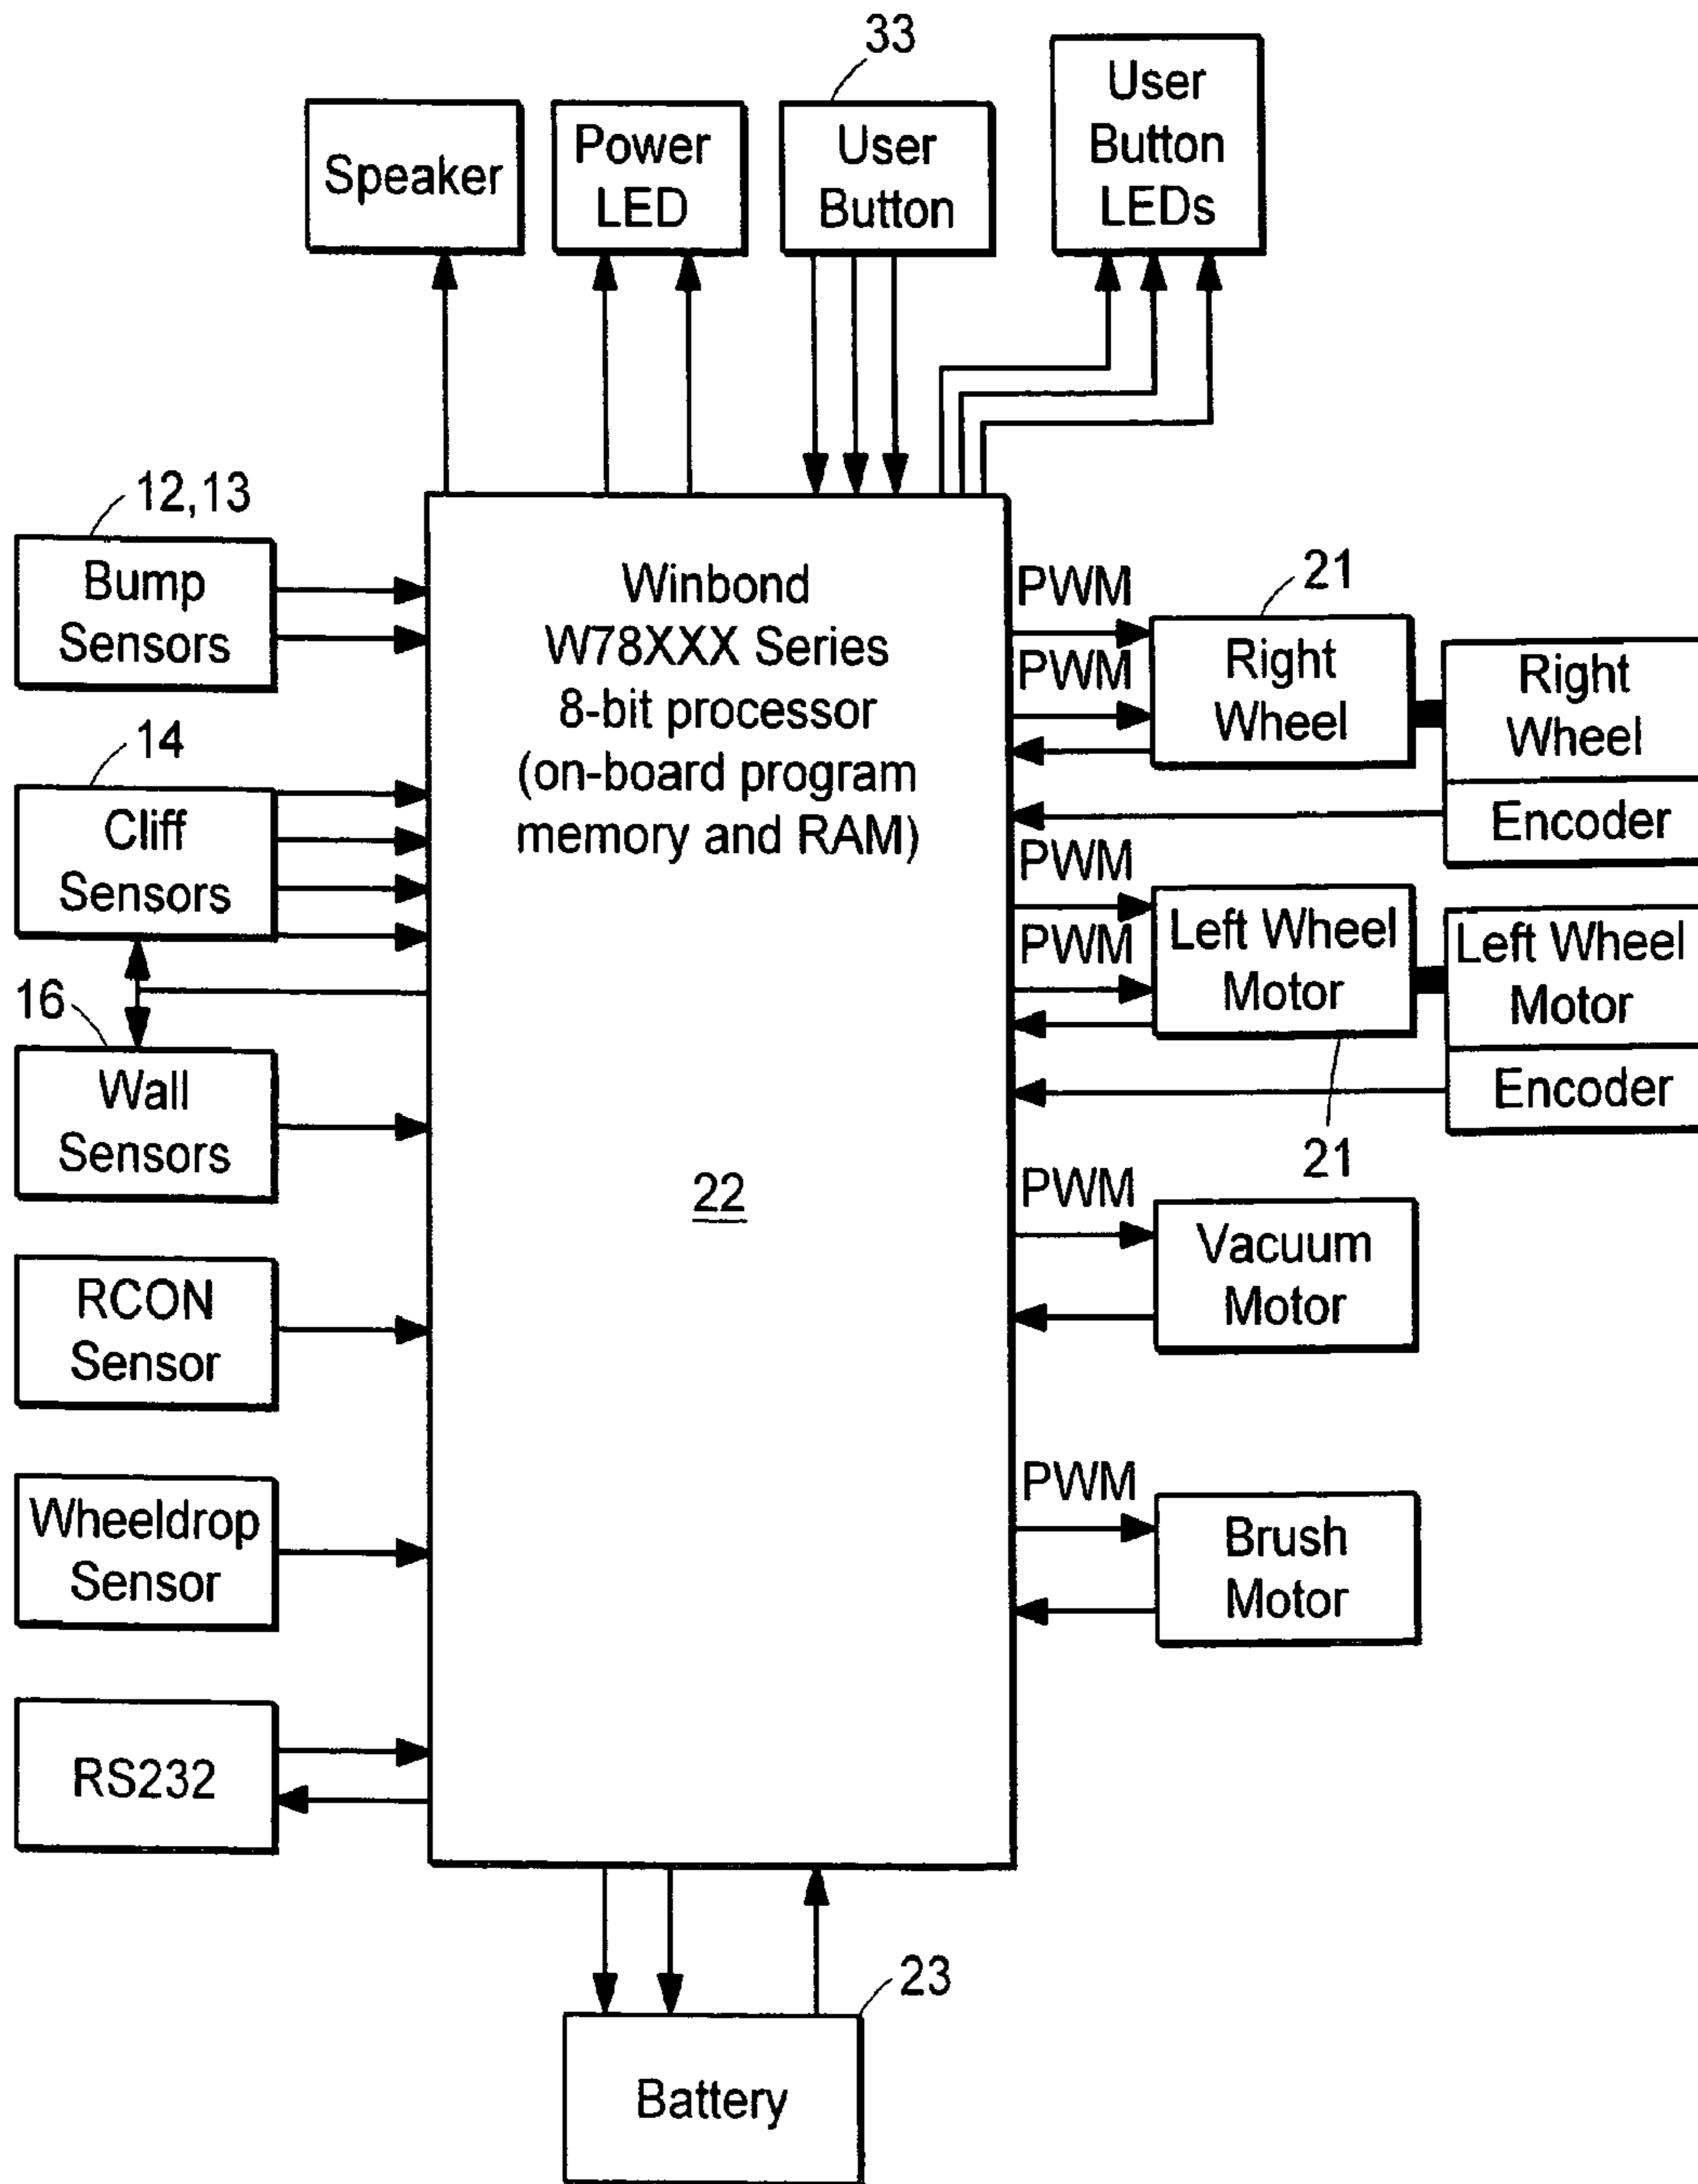 33
User
Button
LEDs
Speaker
Power
LED
User
Button
12,13
Bump
Sensors
Winbond
W78XXX Series
8-bit processor
(on-board program
memory and RAM)
22
PWM
PWM
21
Right
Wheel
Right
Wheel
Encoder
14
Cliff
Sensors
PWM
PWM
Left Wheel
Motor
21
Left Wheel
Motor
Encoder
16
Wall
Sensors
PWM
Vacuum
Motor
RCON
Sensor
Wheeldrop
Sensor
PWM
Brush
Motor
RS232
23
Battery